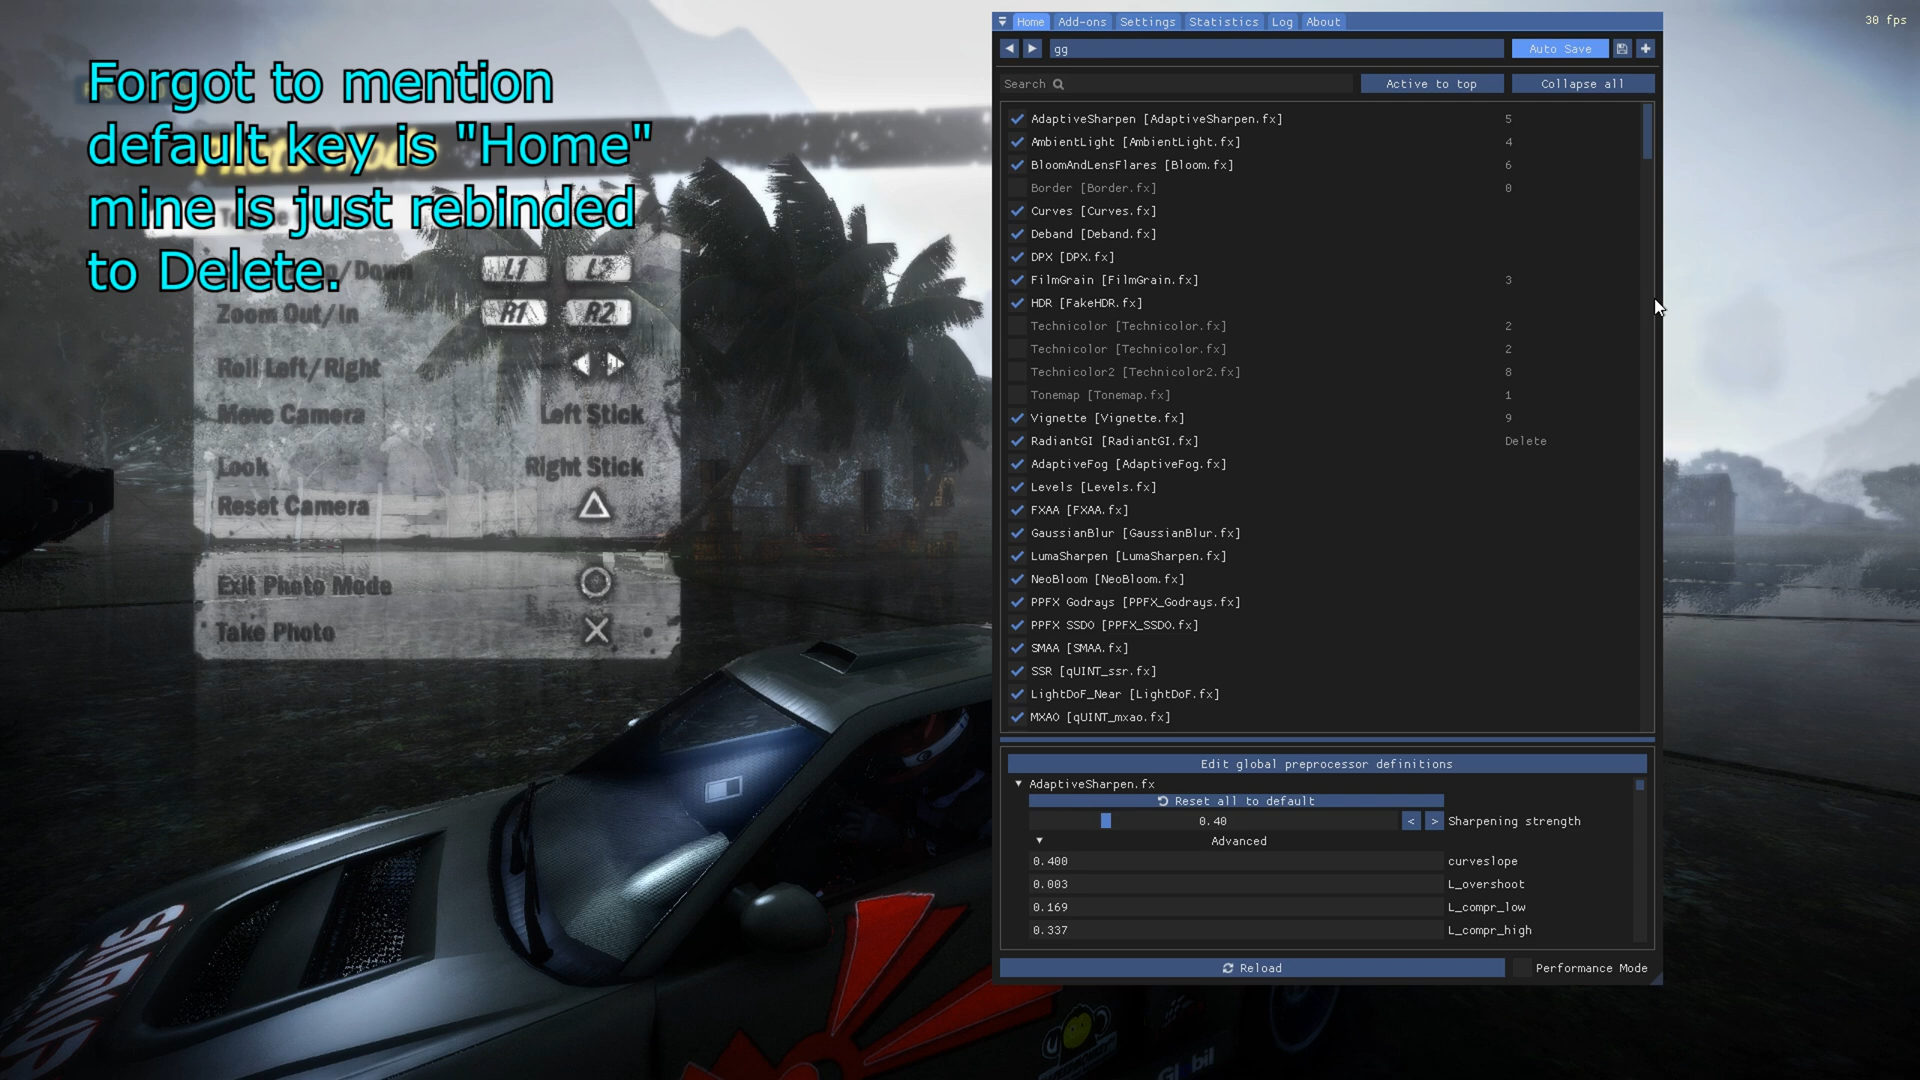 Home Add-ons Settings Statistics Log About
30 fps
gg
Auto Save
Search
Active to top
Collapse all
Forgot to mention
default key is "Home"
mine is just rebinded
to Delete.
/Down L1 L2
Zoom Out/In R1 R2
Roll Left/Right
Move Camera Left Stick
Look Right Stick
Reset Camera
Exit Photo Mode
Take Photo
AdaptiveSharpen [AdaptiveSharpen.fx] 5
AmbientLight [AmbientLight.fx] 4
BloomAndLensFlares [Bloom.fx] 6
Border [Border.fx] 0
Curves [Curves.fx]
Deband [Deband.fx]
DPX [DPX.fx]
FilmGrain [FilmGrain.fx] 3
HDR [FakeHDR.fx]
Technicolor [Technicolor.fx] 2
Technicolor [Technicolor.fx] 2
Technicolor2 [Technicolor2.fx] 8
Tonemap [Tonemap.fx] 1
Vignette [Vignette.fx] 9
RadiantGI [RadiantGI.fx] Delete
AdaptiveFog [AdaptiveFog.fx]
Levels [Levels.fx]
FXAA [FXAA.fx]
GaussianBlur [GaussianBlur.fx]
LumaSharpen [LumaSharpen.fx]
NeoBloom [NeoBloom.fx]
PPFX Godrays [PPFX_Godrays.fx]
PPFX SSDO [PPFX_SSDO.fx]
SMAA [SMAA.fx]
SSR [qUINT_ssr.fx]
LightDoF_Near [LightDoF.fx]
MXAO [qUINT_mxao.fx]
Edit global preprocessor definitions
AdaptiveSharpen.fx
Reset all to default
0.40 < > Sharpening strength
Advanced
0.400 curveslope
0.003 L_overshoot
0.169 L_compr_low
0.337 L_compr_high
Reload Performance Mode